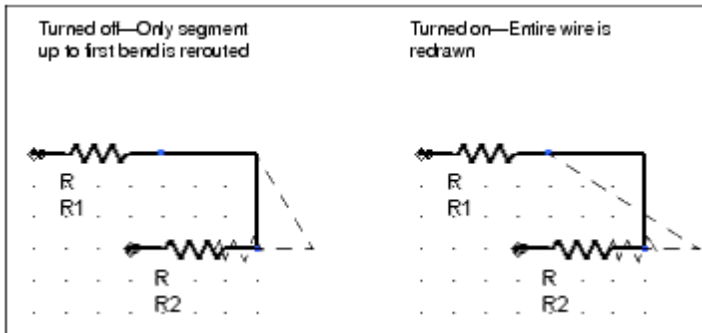 Turned off—Only segment
up to first bend is rerouted
Turned on—Entire wire is
redrawn
R
R1
R
R2
R
R1
R
R2